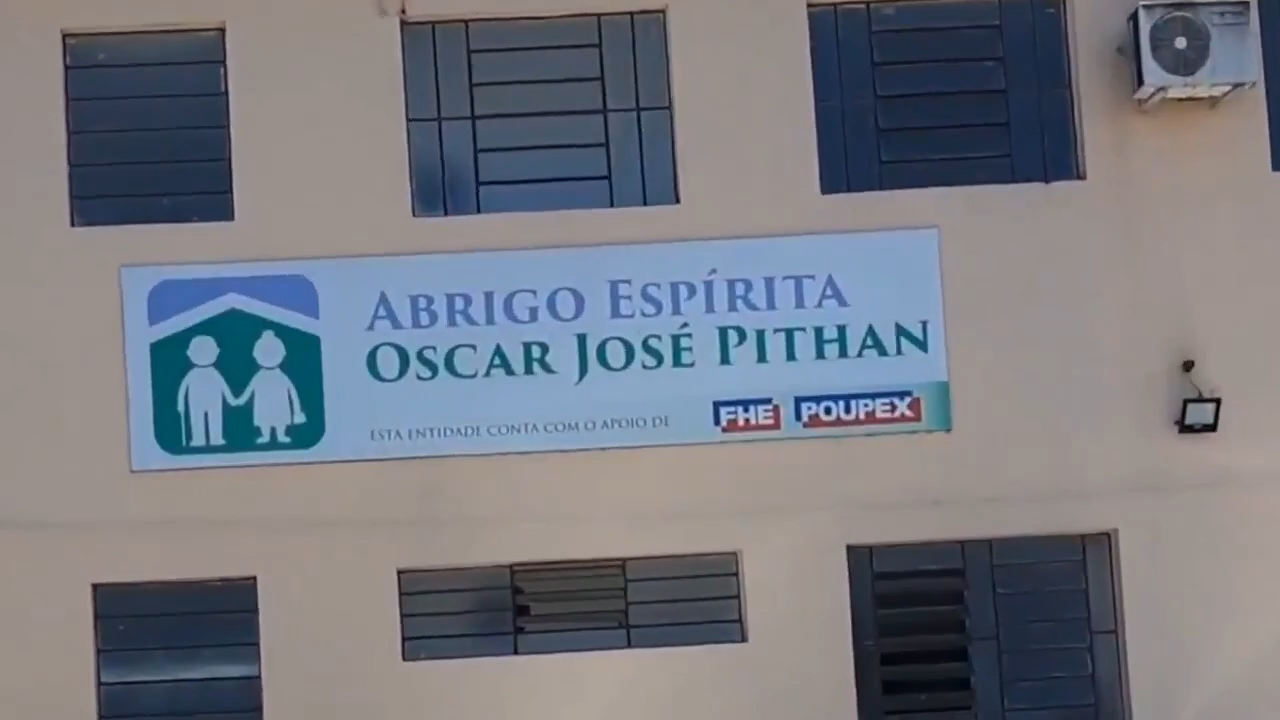 ABRIGO ESPÍRITA
OSCAR JOSÉ PITHAN
ESTA ENTIDADE CONTA COM O APOIO DE FHE POUPEX